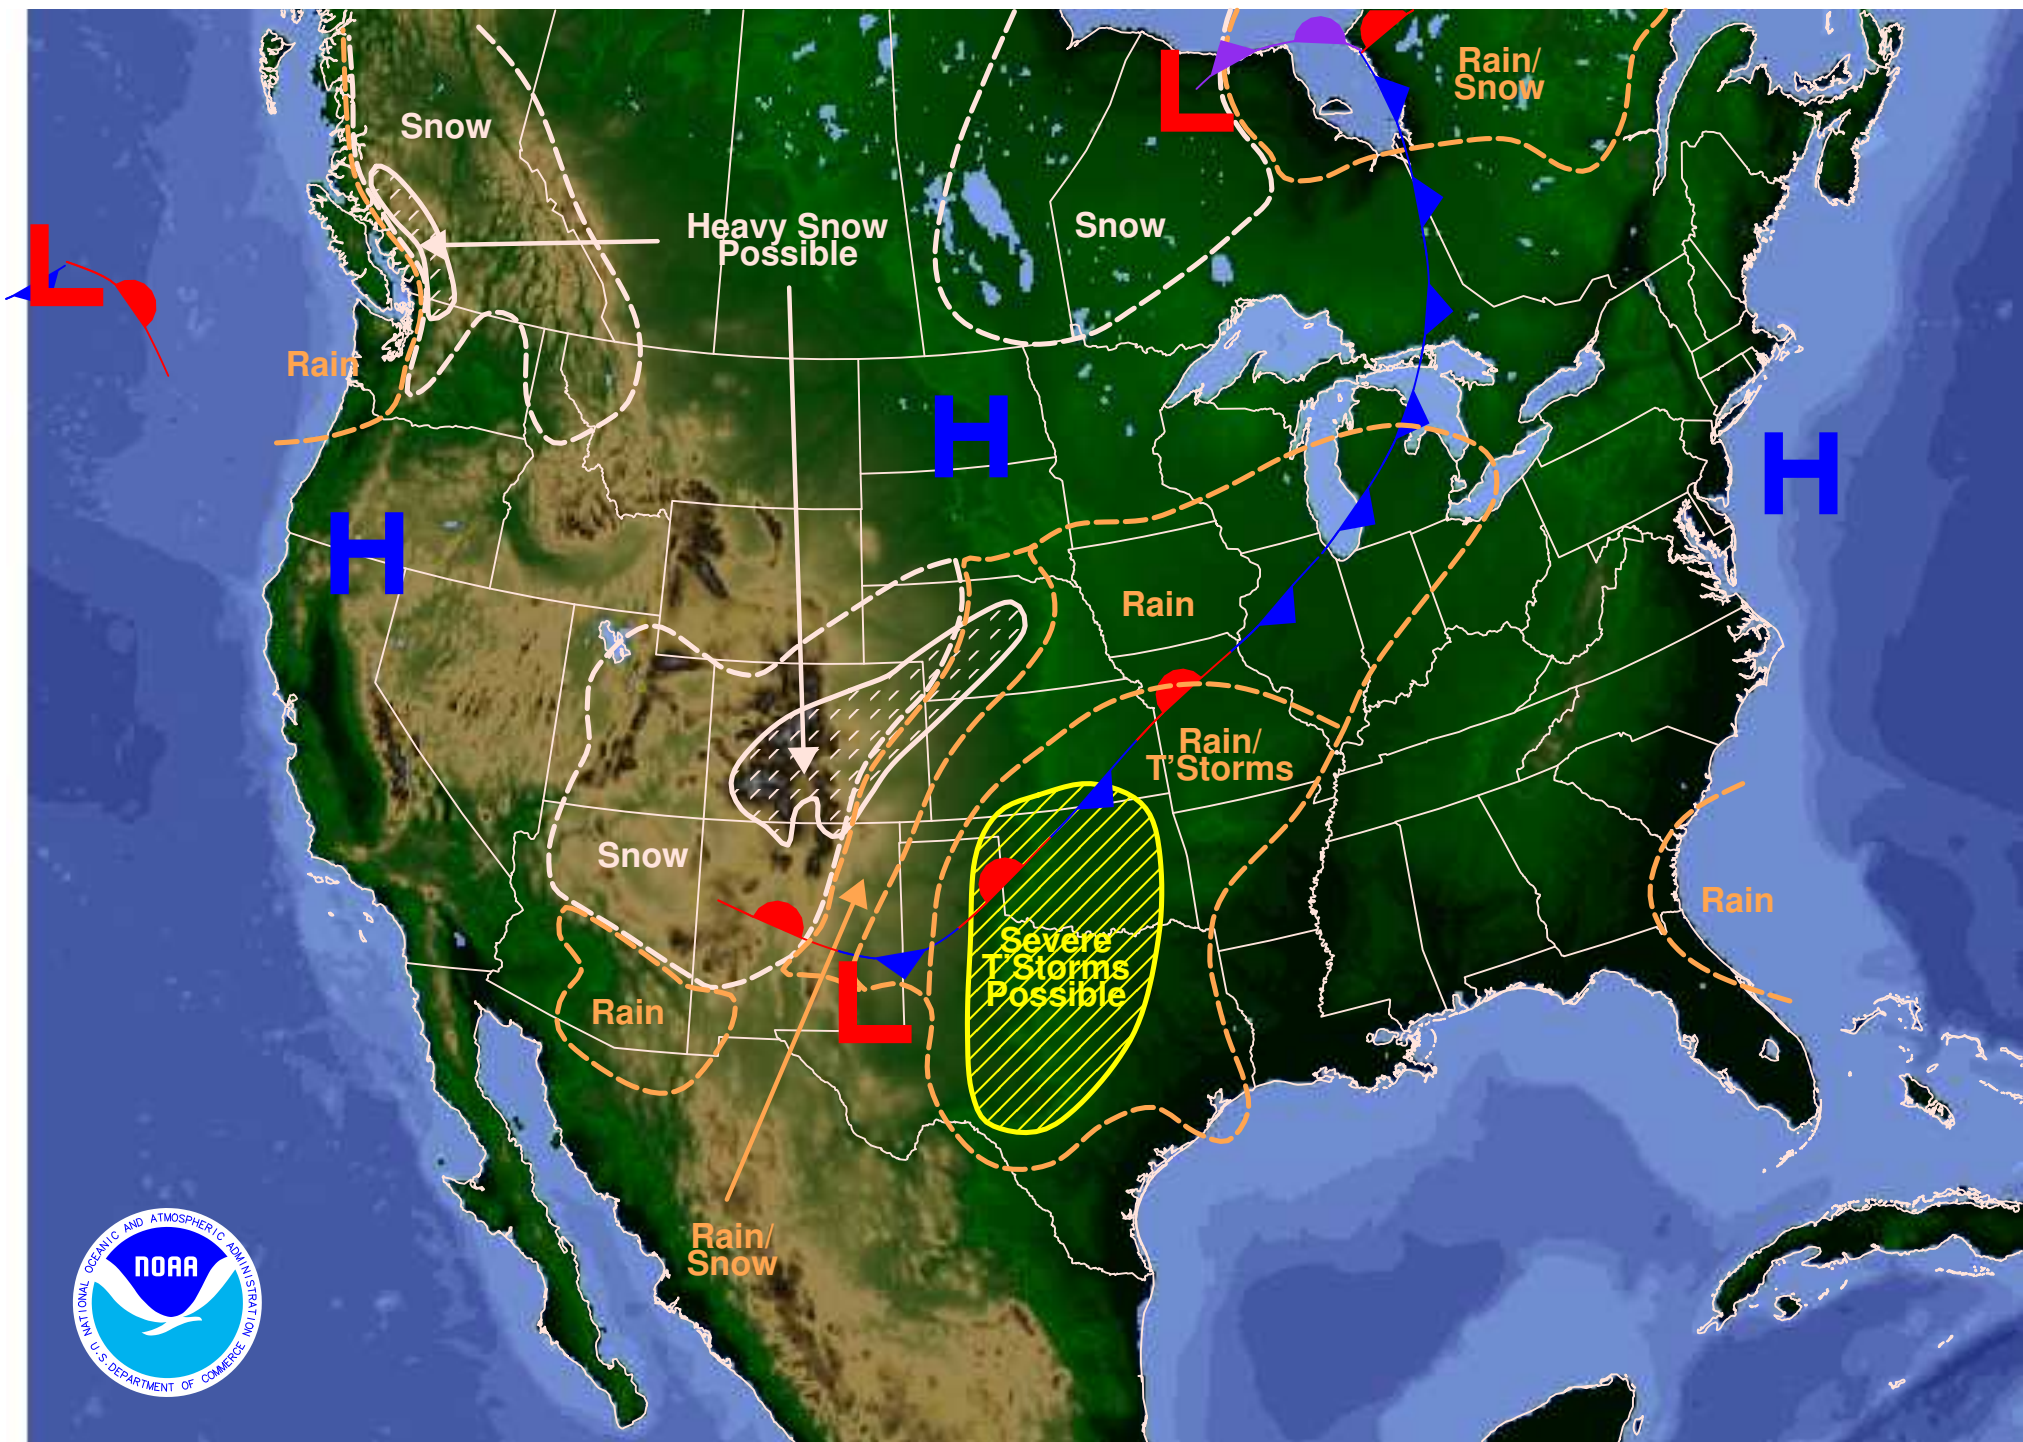 Rain/
Snow
Snow
Heavy Snow
Possible
Snow
L
L
Rain
H
H
H
Rain
Rain/
T'Storms
Snow
Rain
Severe
T'Storms
Possible
Rain
L
Rain/
Snow
NOAA
NATIONAL OCEANIC AND ATMOSPHERIC ADMINISTRATION
U.S. DEPARTMENT OF COMMERCE